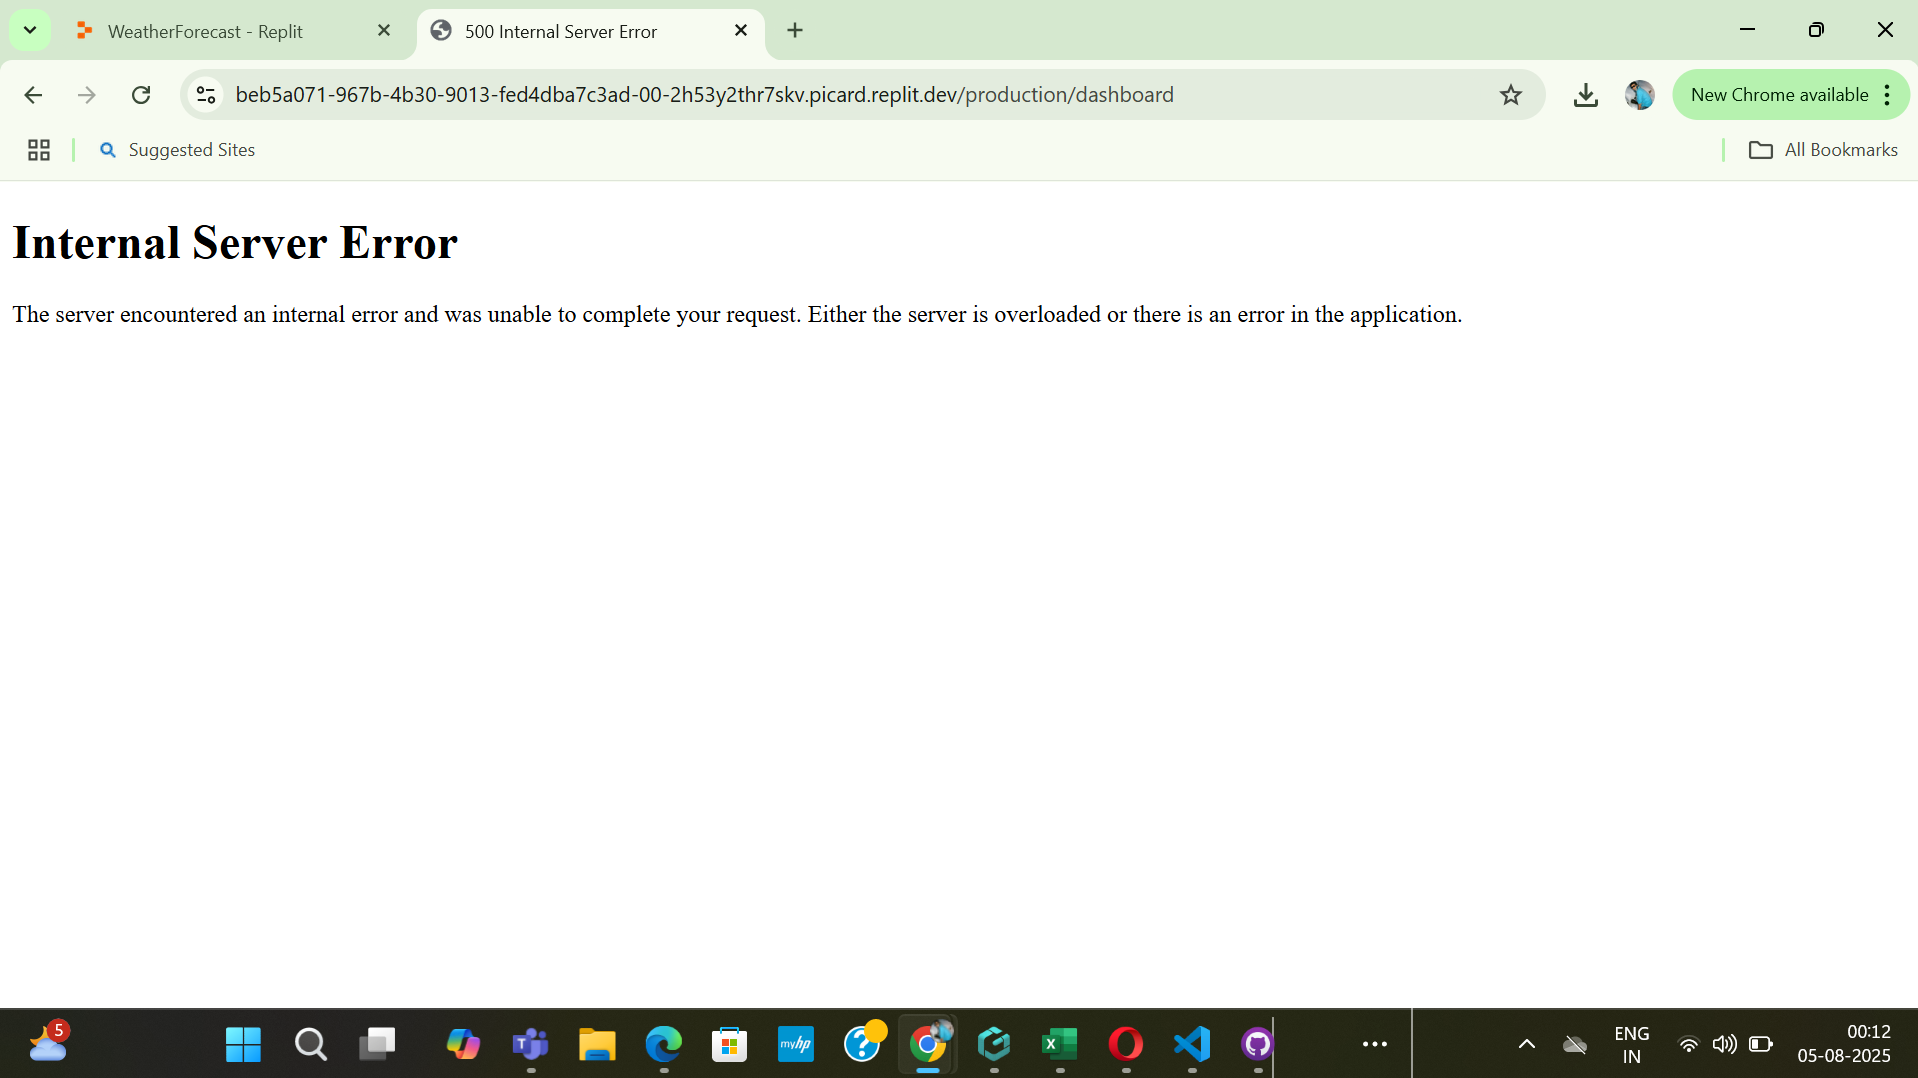 WeatherForecast - Replit
500 Internal Server Error
beb5a071-967b-4b30-9013-fed4dba7c3ad-00-2h53y2thr7skv.picard.replit.dev/production/dashboard
New Chrome available
Suggested Sites
All Bookmarks
Internal Server Error
The server encountered an internal error and was unable to complete your request. Either the server is overloaded or there is an error in the application.
5
T
myhp
?
X
ENG
IN
00:12
05-08-2025